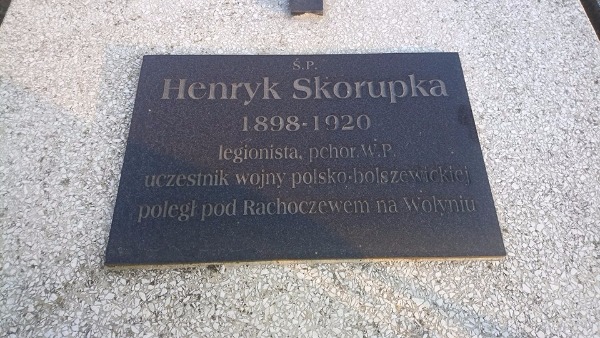 Ś.P.
Henryk Skorupka
1898-1920
legionista, pchor. W.P.
uczestnik wojny polsko-bolszewickiej
poległ pod Rachoczewem na Wołyniu